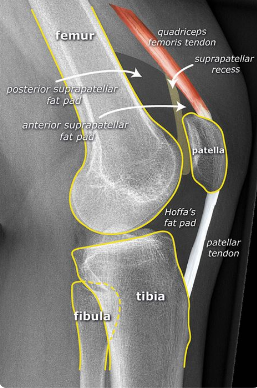 femur
quadriceps
femoris tendon
suprapatellar
recess
posterior suprapatellar
fat pad
anterior suprapatellar
fat pad
patella
Hoffa's
fat pad
patellar
tendon
tibia
fibula